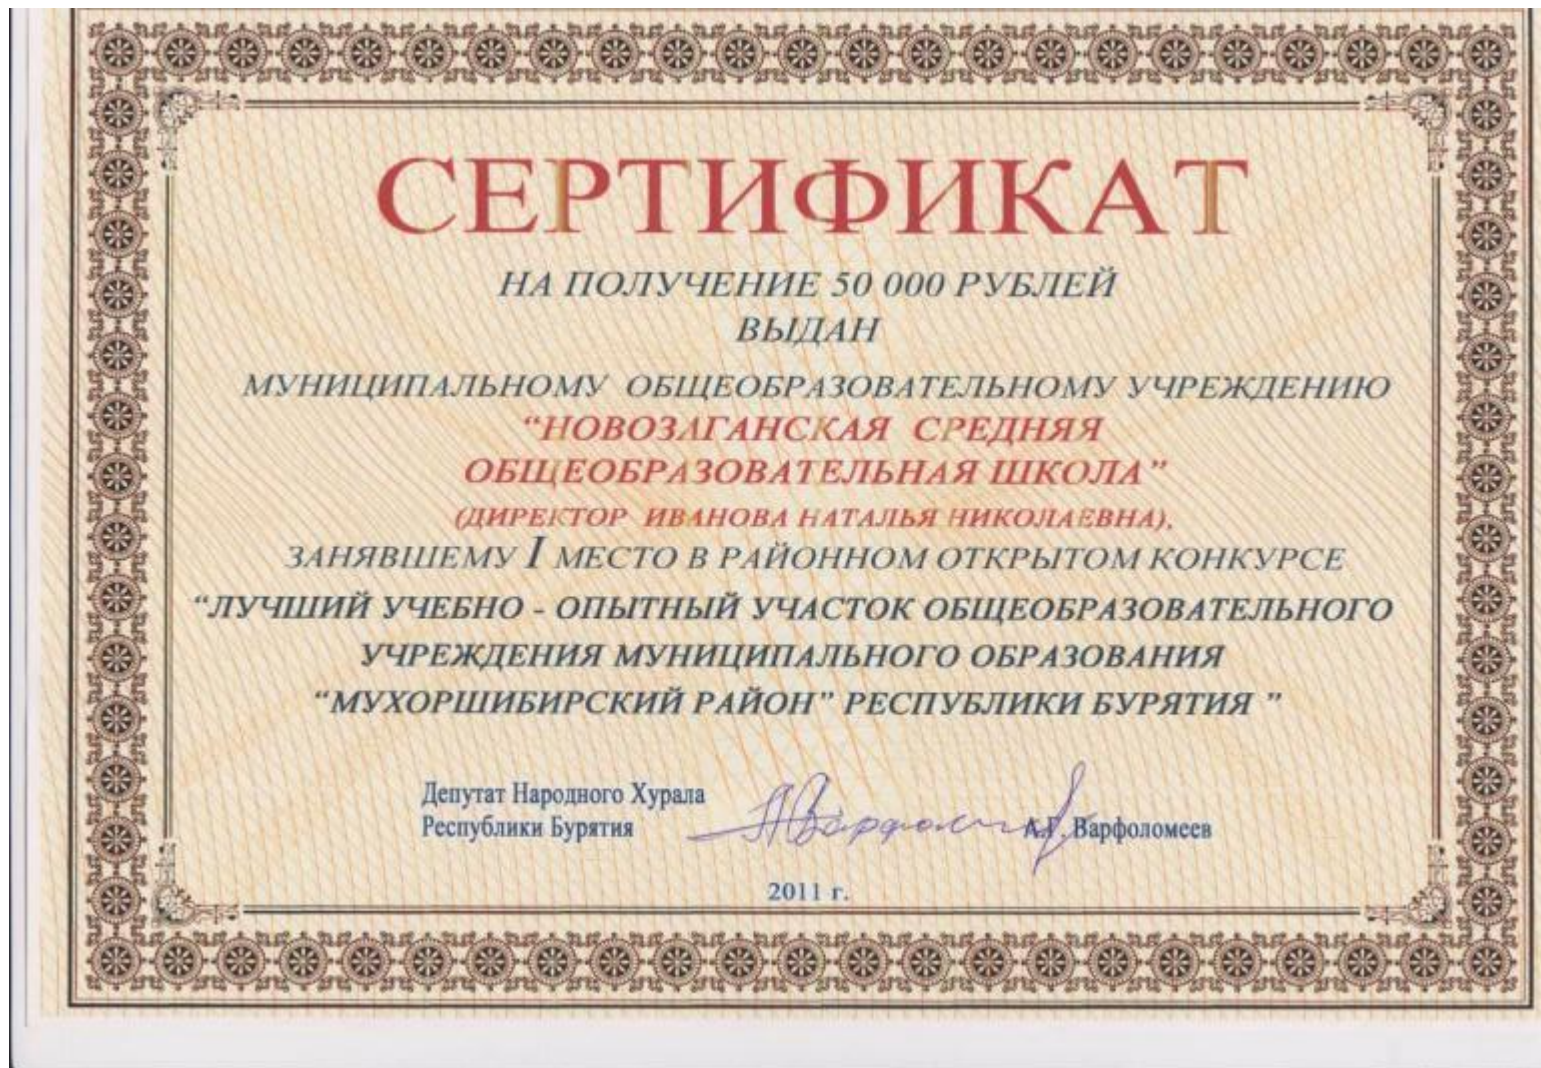 СЕРТИФИКАТ
НА ПОЛУЧЕНИЕ 50 000 РУБЛЕЙ
ВЫДАН
МУНИЦИПАЛЬНОМУ ОБЩЕОБРАЗОВАТЕЛЬНОМУ УЧРЕЖДЕНИЮ
“НОВОЗАГАНСКАЯ СРЕДНЯЯ
ОБЩЕОБРАЗОВАТЕЛЬНАЯ ШКОЛА”
(ДИРЕКТОР ИВАНОВА НАТАЛЬЯ НИКОЛАЕВНА),
ЗАНЯВШЕМУ I МЕСТО В РАЙОННОМ ОТКРЫТОМ КОНКУРСЕ
“ЛУЧШИЙ УЧЕБНО - ОПЫТНЫЙ УЧАСТОК ОБЩЕОБРАЗОВАТЕЛЬНОГО
УЧРЕЖДЕНИЯ МУНИЦИПАЛЬНОГО ОБРАЗОВАНИЯ
“МУХОРШИБИРСКИЙ РАЙОН” РЕСПУБЛИКИ БУРЯТИЯ ”
Депутат Народного Хурала
Республики Бурятия А.Г. Варфоломеев
2011 г.